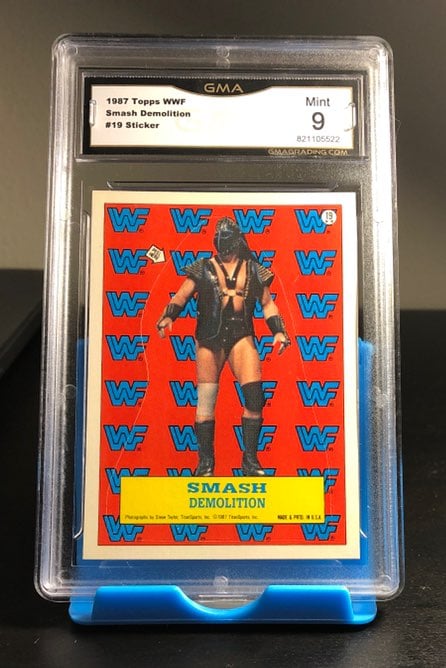 GMA
1987 Topps WWF
Smash Demolition
#19 Sticker
Mint
9
821105522
GMAGRADING.COM
19
SMASH
DEMOLITION
Photographs by Steve Taylor, TitanSports, Inc. ©1987 TitanSports, Inc.
MADE & PRTD. IN U.S.A.